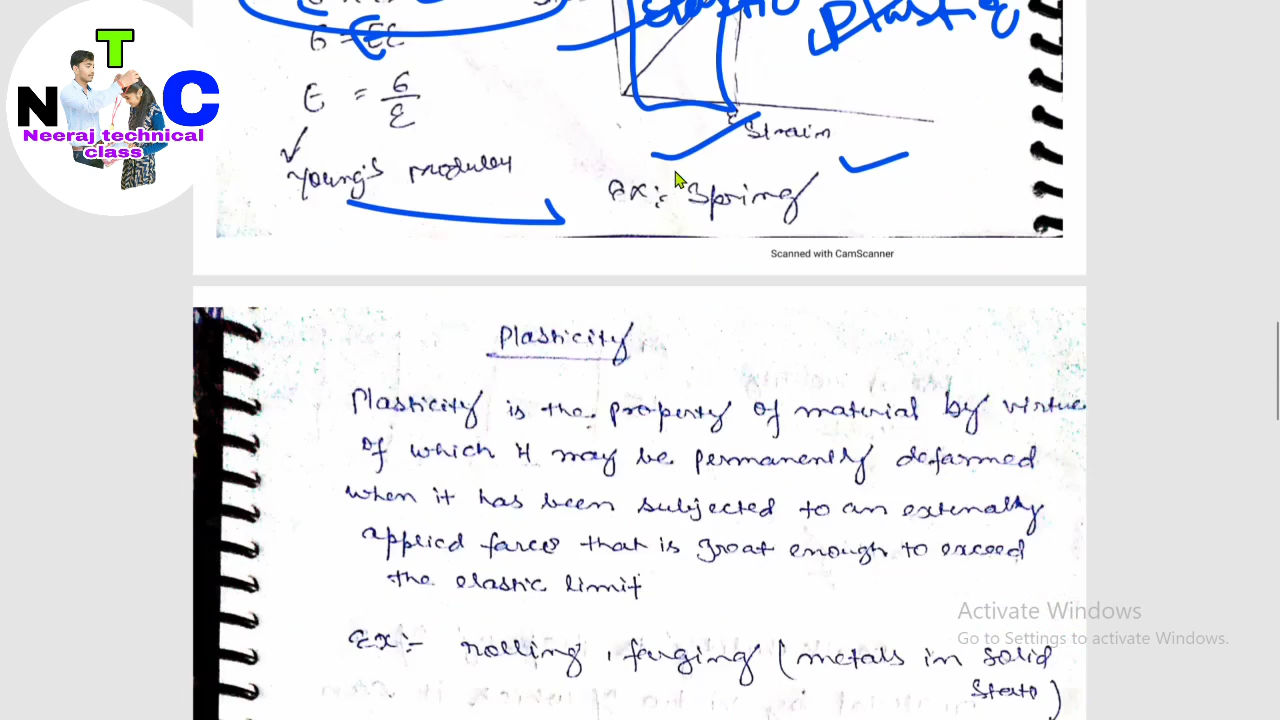 T
N C
Neeraj technical
class
Elastic Plastic
σ = Eε
E = σ
ε
Strain
Young's modulus
Ex:- Spring
Scanned with CamScanner
Plasticity
Plasticity is the property of material by virtue
of which it may be permanently deformed
when it has been subjected to an externally
applied force that is great enough to exceed
the elastic limit
Ex:- rolling, forging (metals in solid
state)
Activate Windows
Go to Settings to activate Windows.